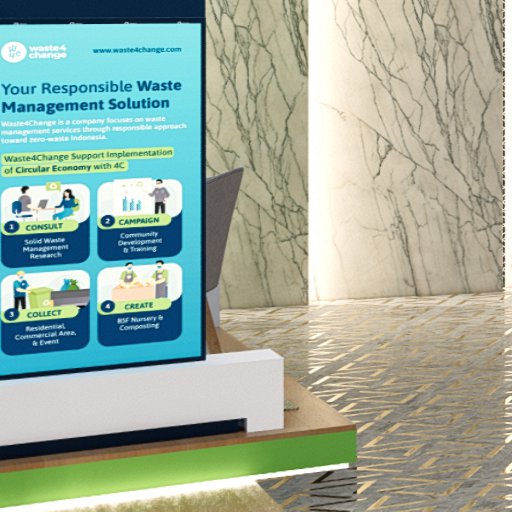 waste4
change
www.waste4change.com
Your Responsible Waste
Management Solution
Waste4Change is a company focuses on waste
management services through responsible approach
toward zero-waste Indonesia.
Waste4Change Support Implementation
of Circular Economy with 4C
1 CONSULT
Solid Waste
Management
Research
2 CAMPAIGN
Community
Development
& Training
3 COLLECT
Residential,
Commercial Area,
& Event
4 CREATE
BSF Nursery &
Composting